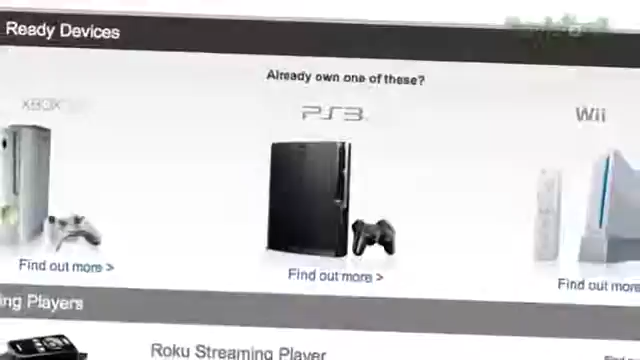 Ready Devices
Already own one of these?
XBOX
PS3
Wii
Find out more >
Find out more >
Find out more
ing Players
Roku Streaming Player